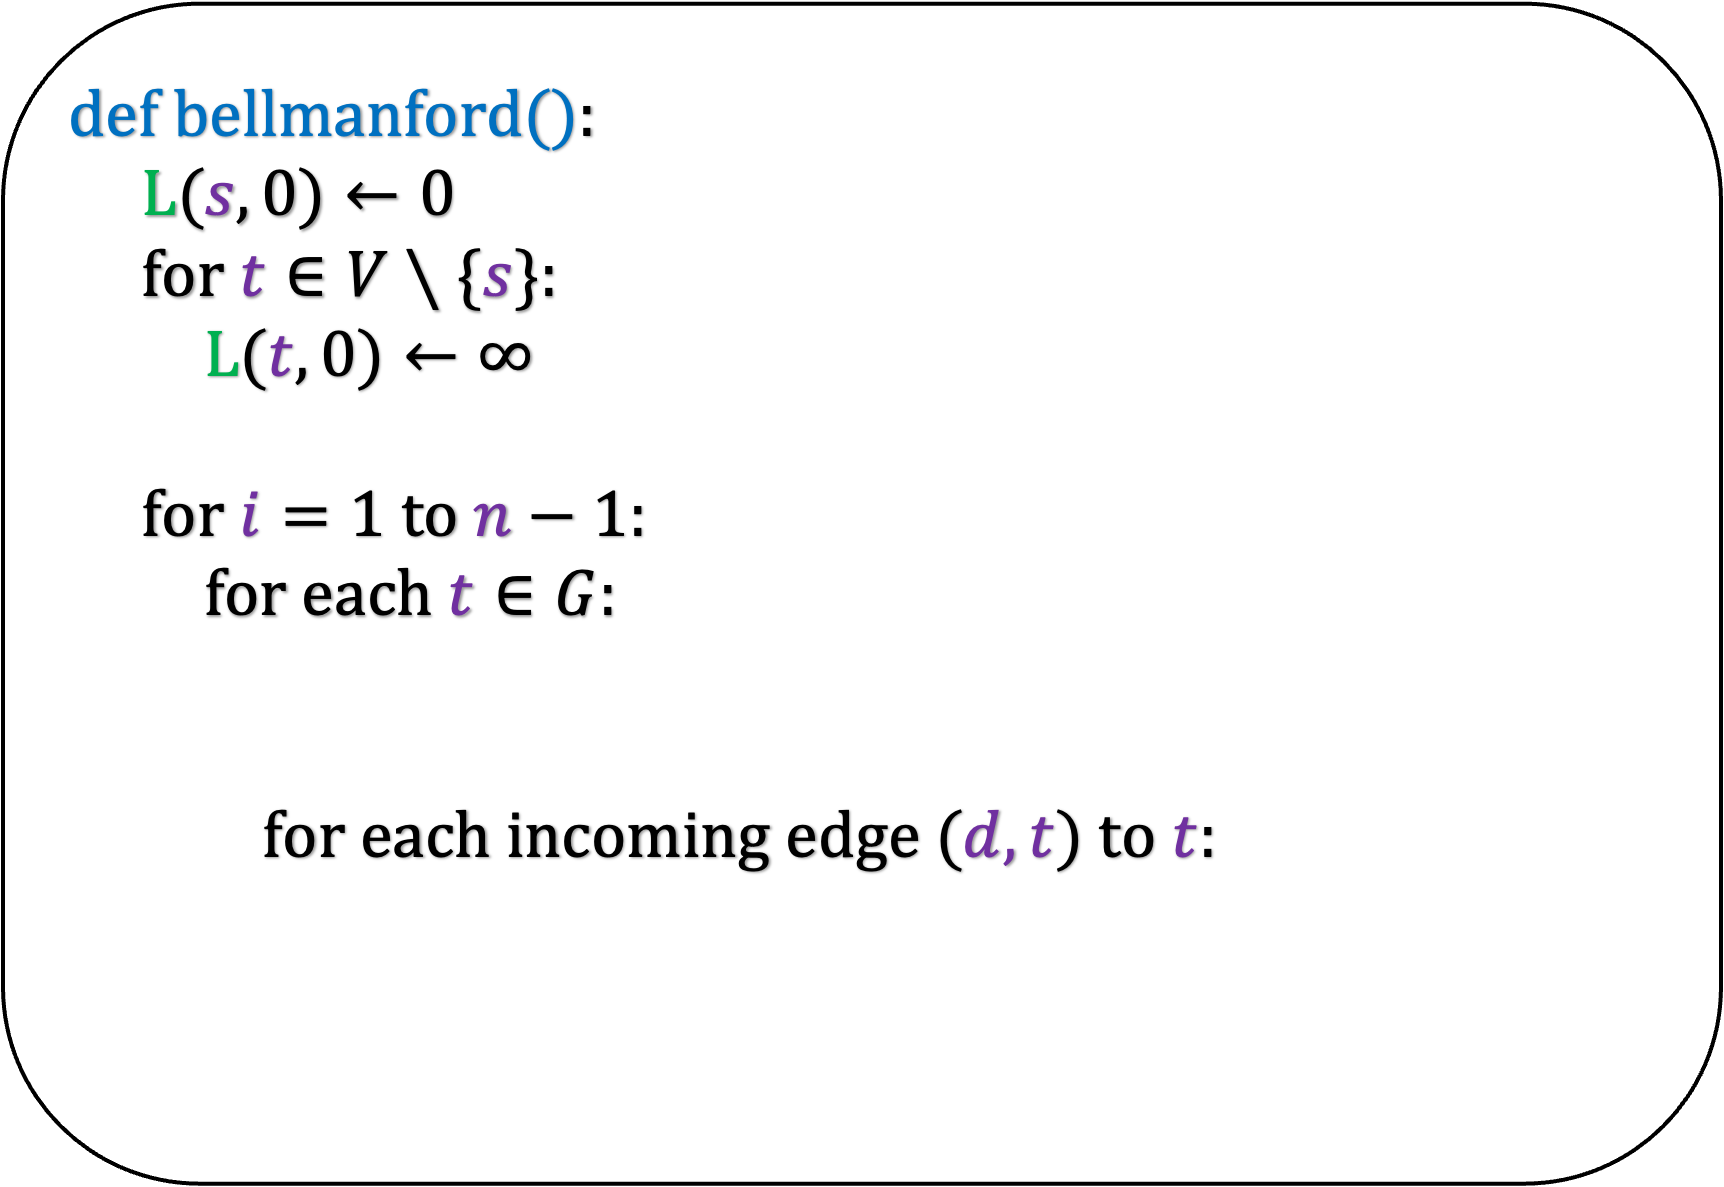 def bellmanford():
L(s, 0) ← 0
for t ∈ V \ {s}:
L(t, 0) ← ∞
for i = 1 to n − 1:
for each t ∈ G:
for each incoming edge (d, t) to t: